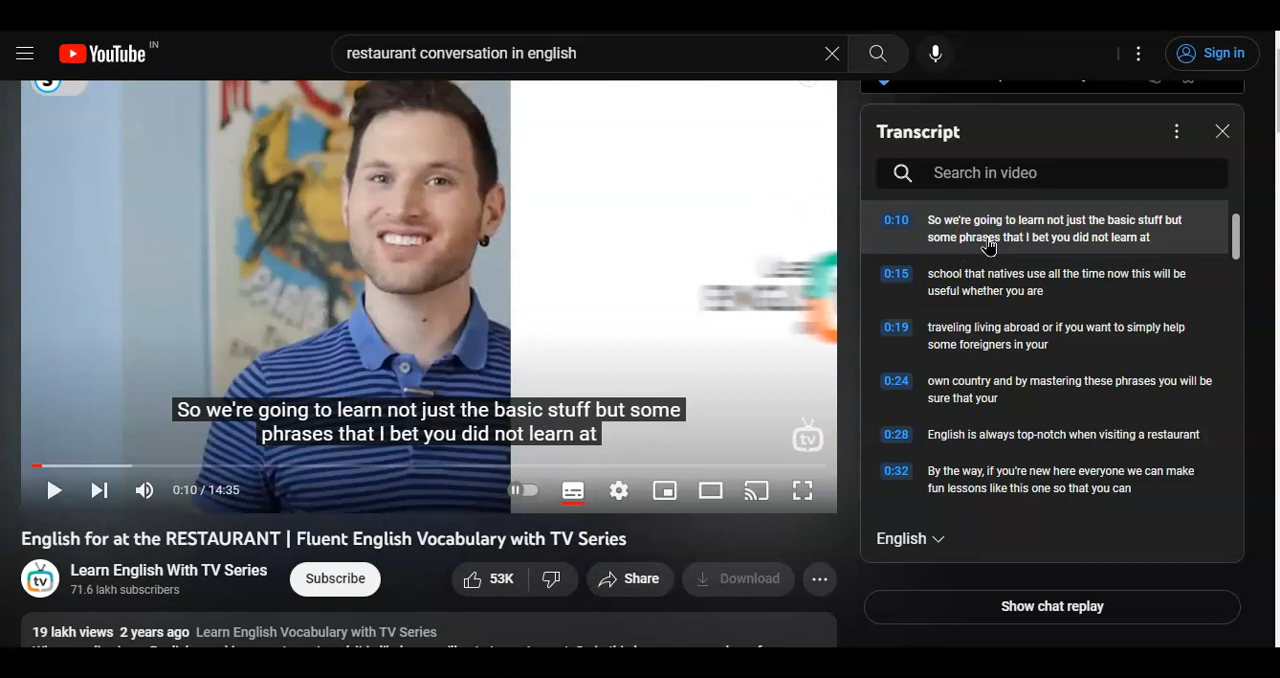 YouTube IN
restaurant conversation in english
Sign in
So we're going to learn not just the basic stuff but some
phrases that I bet you did not learn at
tv
0:10 / 14:35
English for at the RESTAURANT | Fluent English Vocabulary with TV Series
tv
Learn English With TV Series
71.6 lakh subscribers
Subscribe
53K
Share
Download
19 lakh views 2 years ago Learn English Vocabulary with TV Series
Transcript
Search in video
0:10 So we're going to learn not just the basic stuff but
some phrases that I bet you did not learn at
0:15 school that natives use all the time now this will be
useful whether you are
0:19 traveling living abroad or if you want to simply help
some foreigners in your
0:24 own country and by mastering these phrases you will be
sure that your
0:28 English is always top-notch when visiting a restaurant
0:32 By the way, if you're new here everyone we can make
fun lessons like this one so that you can
English
Show chat replay